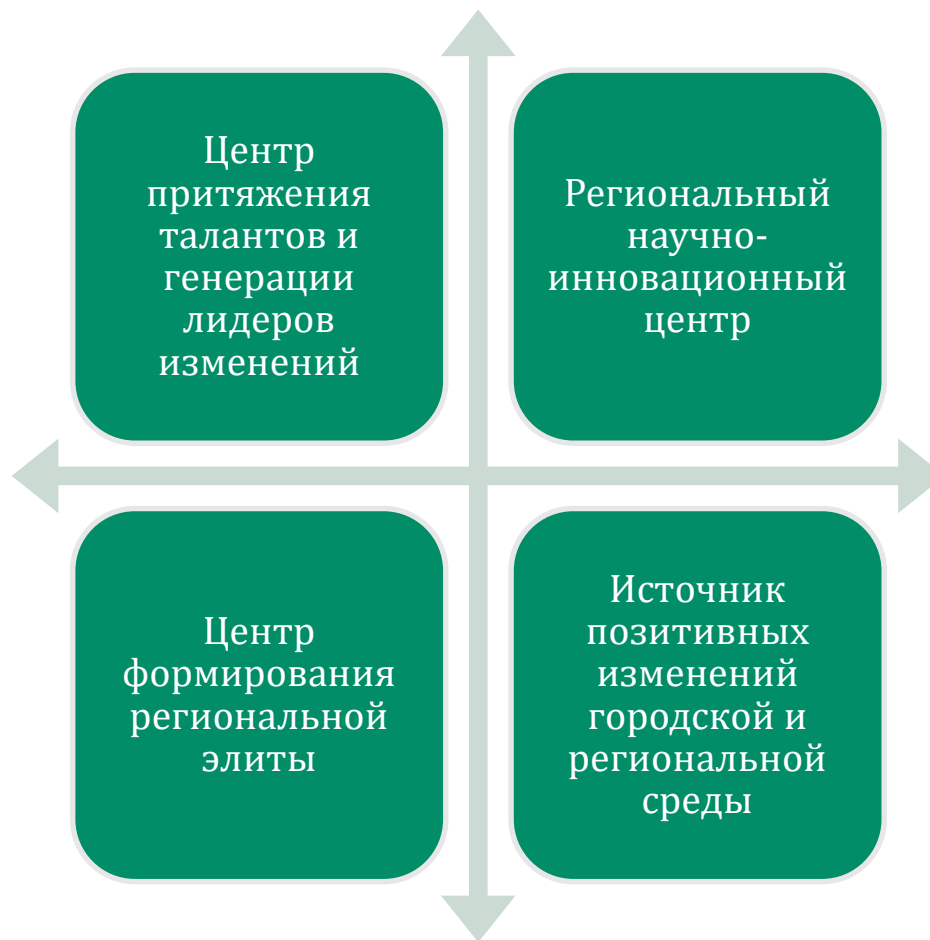 Центр
притяжения
талантов и
генерации
лидеров
изменений
Региональный
научно-
инновационный
центр
Центр
формирования
региональной
элиты
Источник
позитивных
изменений
городской и
региональной
среды